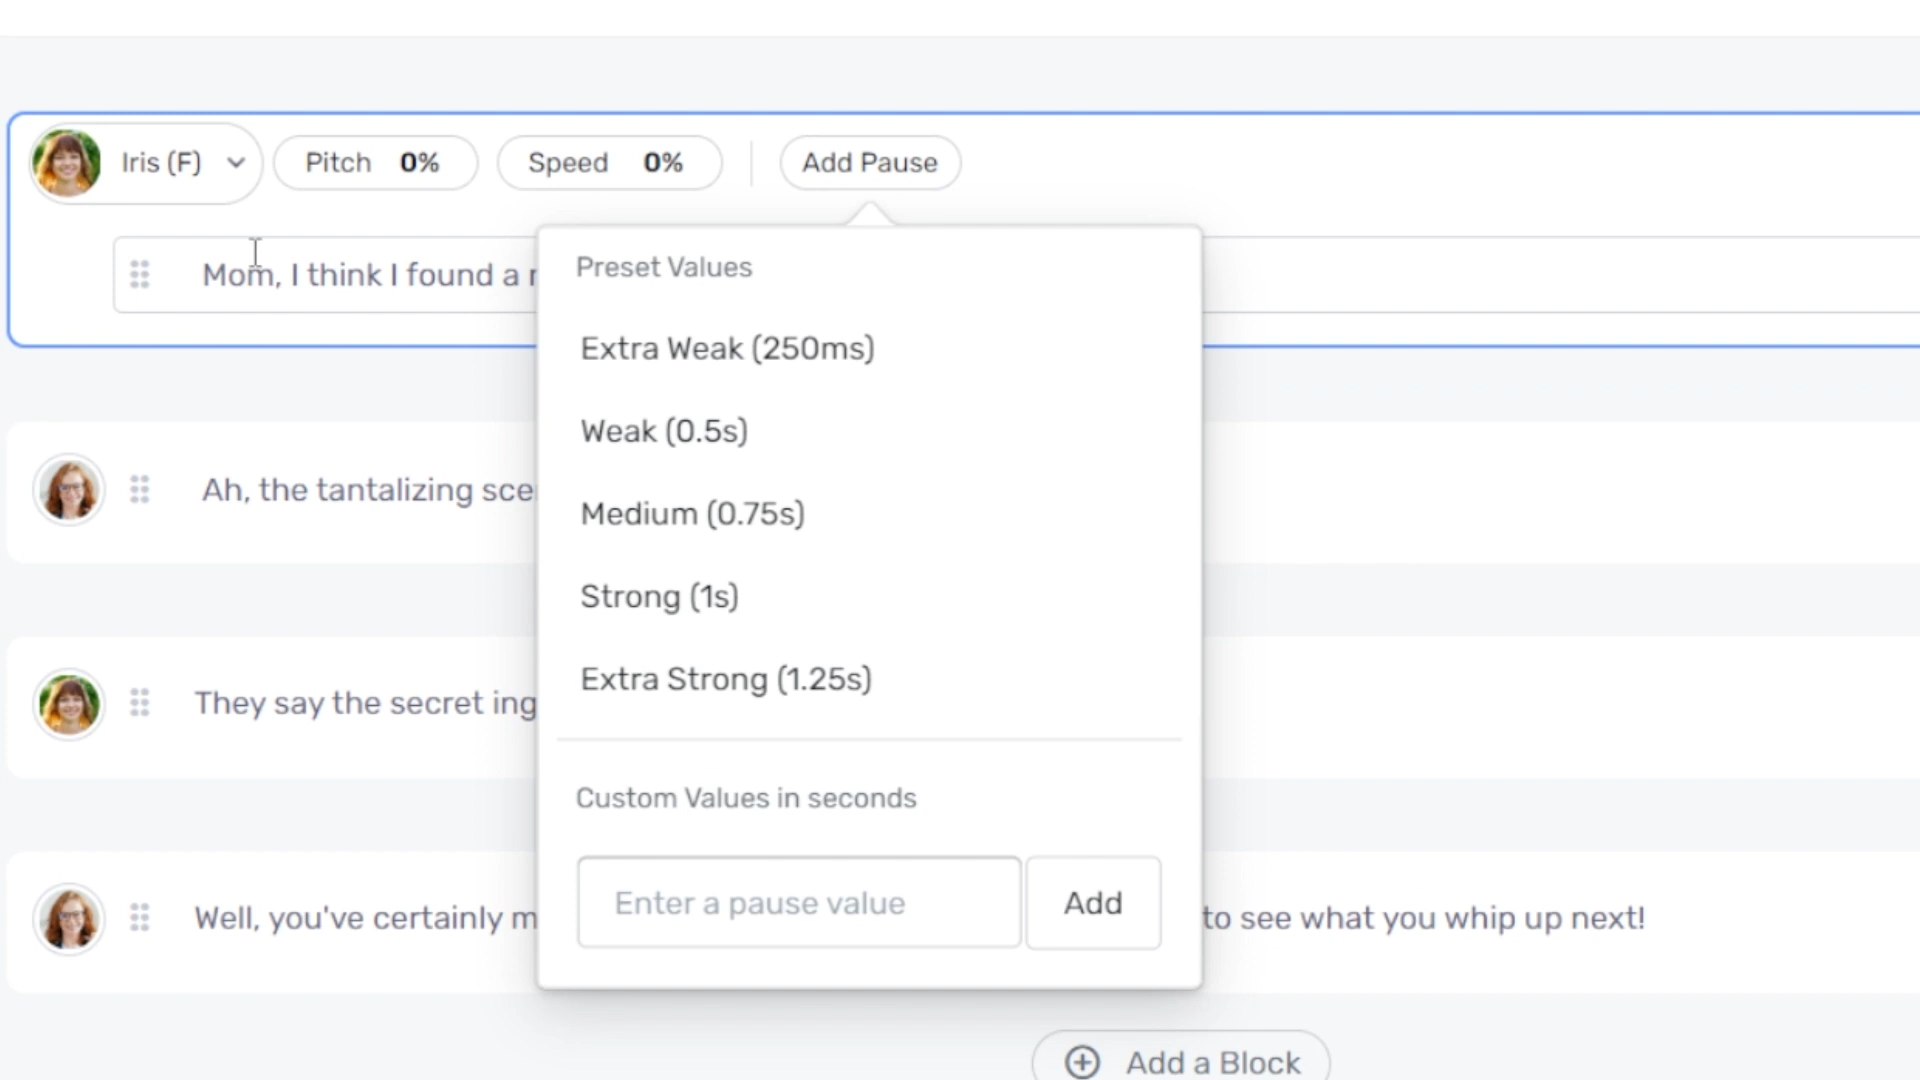 Iris (F) Pitch 0% Speed 0% Add Pause
Mom, I think I found a
Preset Values
Extra Weak (250ms)
Weak (0.5s)
Ah, the tantalizing
Medium (0.75s)
Strong (1s)
Extra Strong (1.25s)
They say the secret
Custom Values in seconds
Enter a pause value Add
Well, you've certainly
to see what you whip up next!
Add a Block